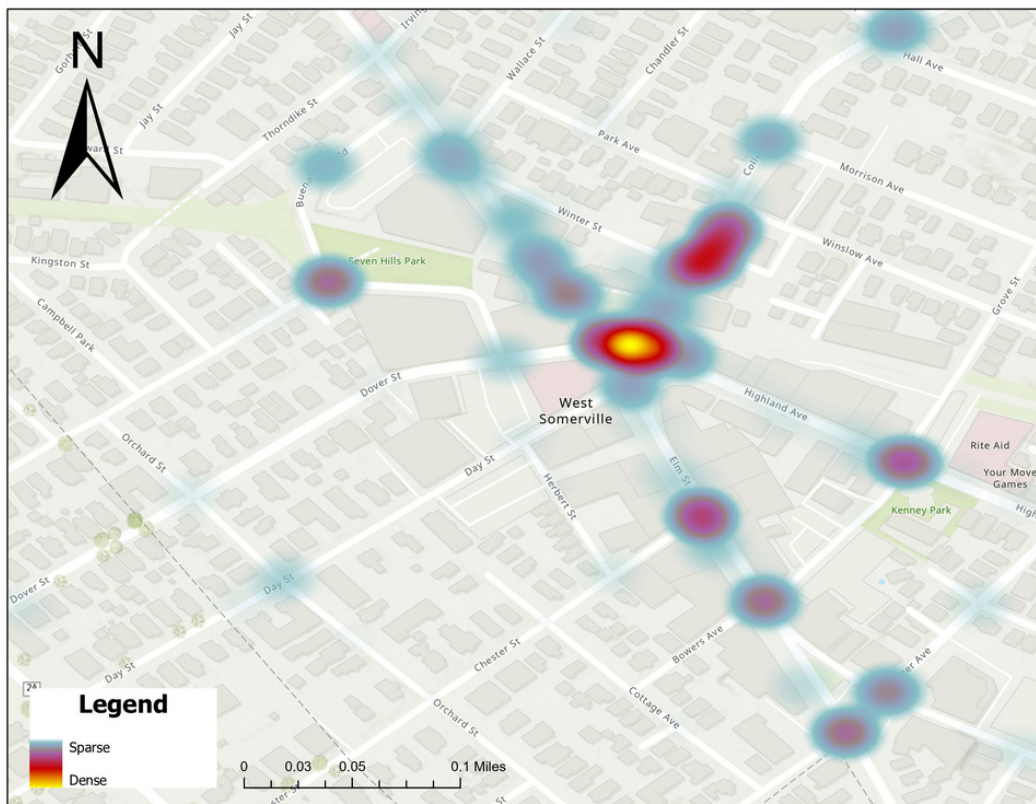 N
Jay St
Jay St
Thorndike St
Wallace St
Chandler St
Hall Ave
Park Ave
Morrison Ave
Winter St
Winslow Ave
Grove St
Kingston St
Seven Hills Park
Campbell Park
Dover St
West
Somerville
Highland Ave
Rite Aid
Your Move
Games
Kenney Park
Orchard St
Day St
Elm St
Herbert St
Dover St
Day St
Chester St
Bowers Ave
Day St
Cottage Ave
Orchard St
2A
Legend
Sparse
Dense
0
0.03
0.05
0.1 Miles